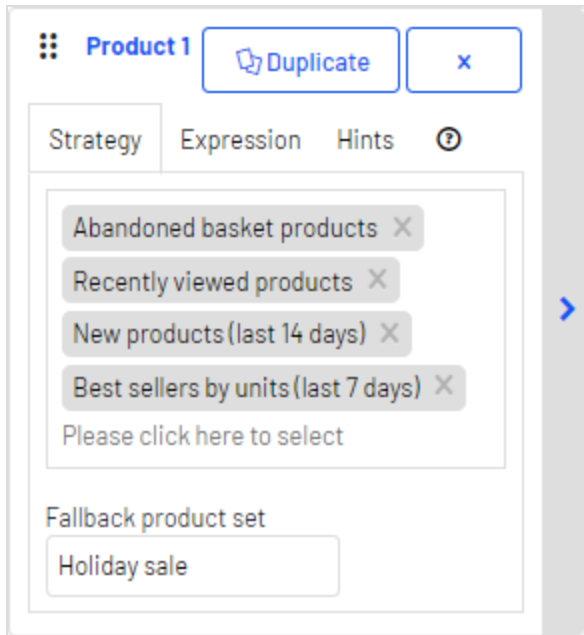 Product 1
Duplicate
x
Strategy Expression Hints ?
Abandoned basket products ×
Recently viewed products ×
New products (last 14 days) ×
Best sellers by units (last 7 days) ×
Please click here to select
Fallback product set
Holiday sale